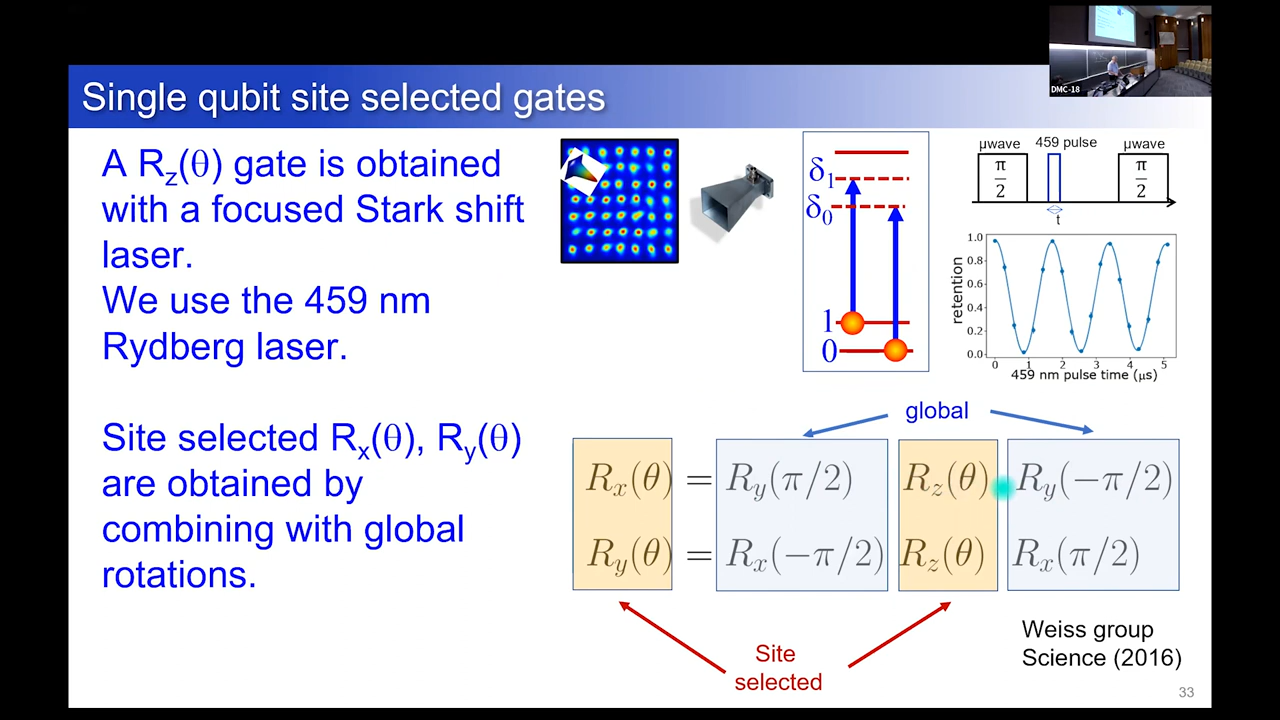 DMC-18
Single qubit site selected gates
A R_z(θ) gate is obtained
with a focused Stark shift
laser.
We use the 459 nm
Rydberg laser.
Site selected R_x(θ), R_y(θ)
are obtained by
combining with global
rotations.
δ_1
δ_0
1
0
μwave 459 pulse μwave
π/2 π/2
t
retention
1.0
0.8
0.6
0.4
0.2
0.0
0 1 2 3 4 5
459 nm pulse time (μs)
global
R_x(θ) = R_y(π/2) R_z(θ) R_y(−π/2)
R_y(θ) = R_x(−π/2) R_z(θ) R_x(π/2)
Site
selected
Weiss group
Science (2016)
33